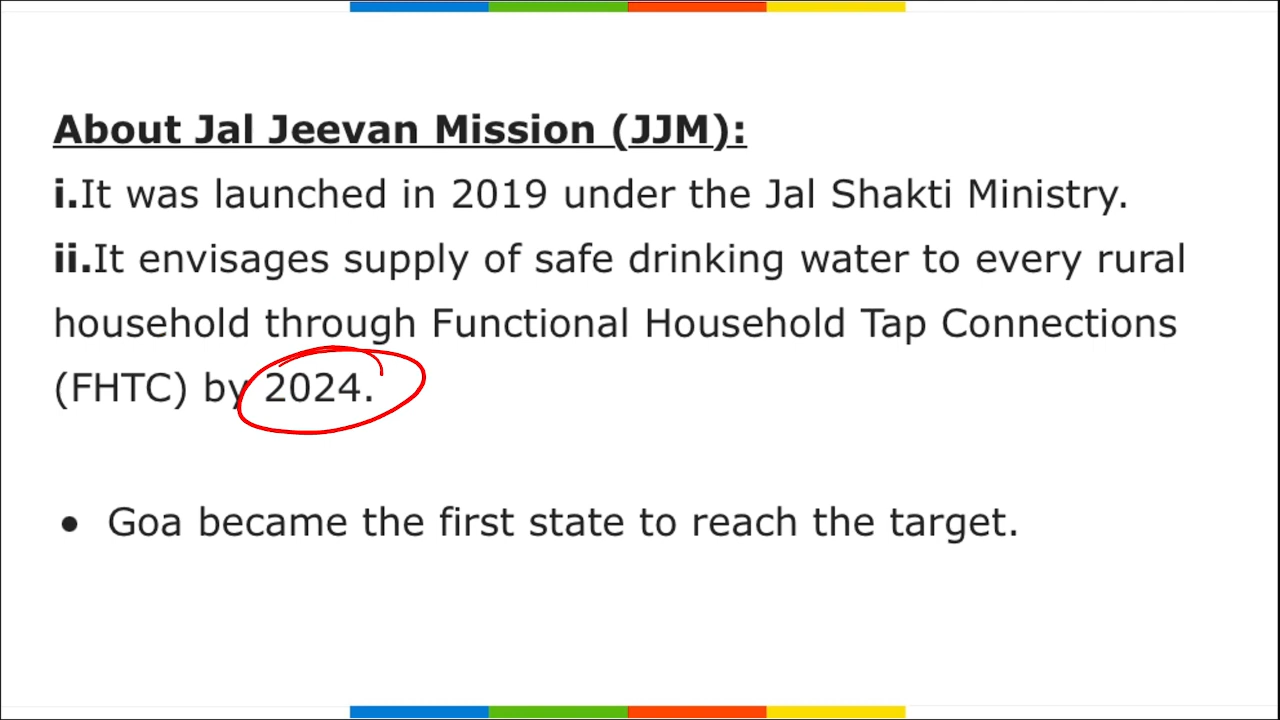 About Jal Jeevan Mission (JJM):
i.It was launched in 2019 under the Jal Shakti Ministry.
ii.It envisages supply of safe drinking water to every rural
household through Functional Household Tap Connections
(FHTC) by 2024.
● Goa became the first state to reach the target.